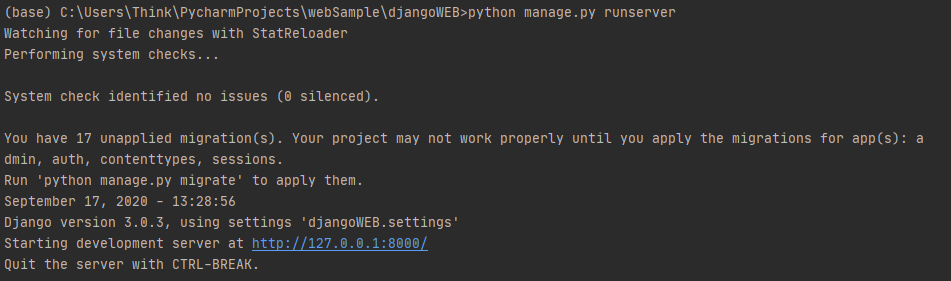 (base) C:\Users\Think\PycharmProjects\webSample\djangoWEB>python manage.py runserver
Watching for file changes with StatReloader
Performing system checks...
System check identified no issues (0 silenced).
You have 17 unapplied migration(s). Your project may not work properly until you apply the migrations for app(s): a
dmin, auth, contenttypes, sessions.
Run 'python manage.py migrate' to apply them.
September 17, 2020 - 13:28:56
Django version 3.0.3, using settings 'djangoWEB.settings'
Starting development server at http://127.0.0.1:8000/
Quit the server with CTRL-BREAK.